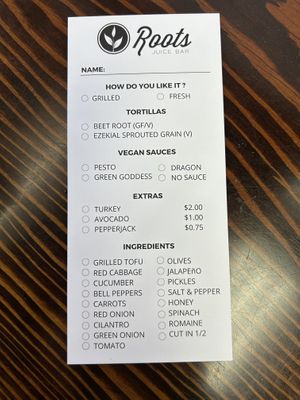 Roots
JUICE BAR
NAME:
HOW DO YOU LIKE IT?
GRILLED FRESH
TORTILLAS
BEET ROOT (GF/V)
EZEKIAL SPROUTED GRAIN (V)
VEGAN SAUCES
PESTO DRAGON
GREEN GODDESS NO SAUCE
EXTRAS
TURKEY $2.00
AVOCADO $1.00
PEPPERJACK $0.75
INGREDIENTS
GRILLED TOFU OLIVES
RED CABBAGE JALAPEñO
CUCUMBER PICKLES
BELL PEPPERS SALT & PEPPER
CARROTS HONEY
RED ONION SPINACH
CILANTRO ROMAINE
GREEN ONION CUT IN 1/2
TOMATO